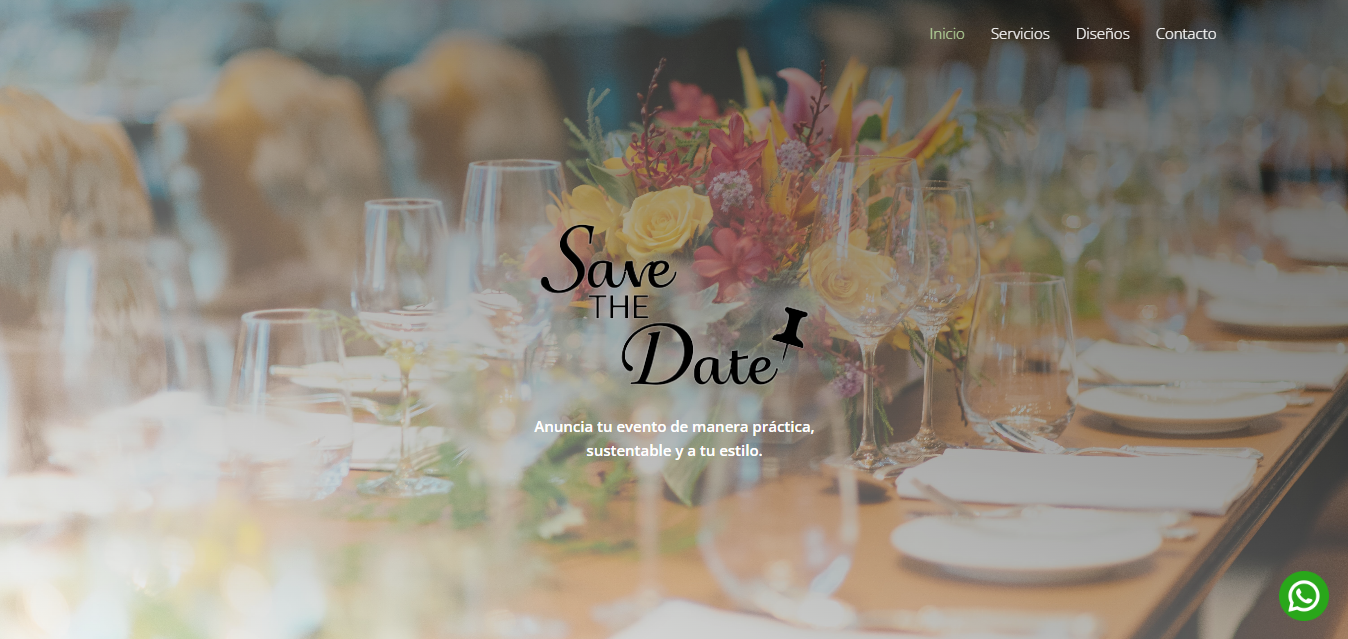 Inicio Servicios Diseños Contacto
Save
THE
Date
Anuncia tu evento de manera práctica,
sustentable y a tu estilo.